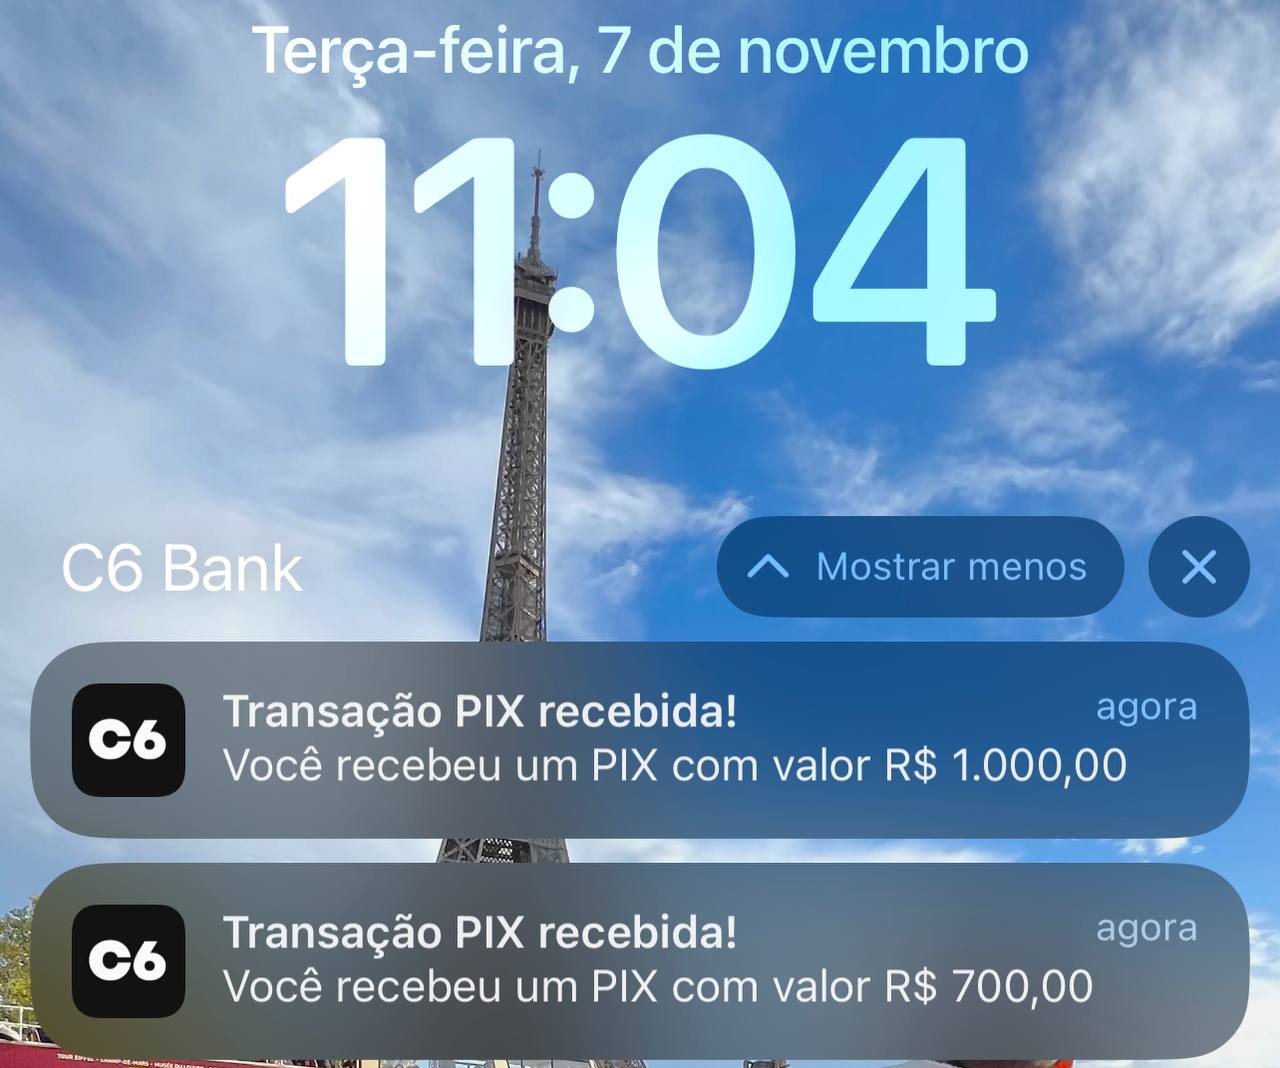 Terça-feira, 7 de novembro
11:04
C6 Bank
Mostrar menos
C6
Transação PIX recebida!
agora
Você recebeu um PIX com valor R$ 1.000,00
C6
Transação PIX recebida!
agora
Você recebeu um PIX com valor R$ 700,00
TOUR EIFFEL - CHAMP-DE-MARS - MUSÉE DU